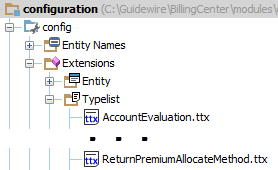 configuration (C:\Guidewire\BillingCenter\modules\
config
Entity Names
Extensions
Entity
Typelist
ttx AccountEvaluation.ttx
ttx ReturnPremiumAllocateMethod.ttx